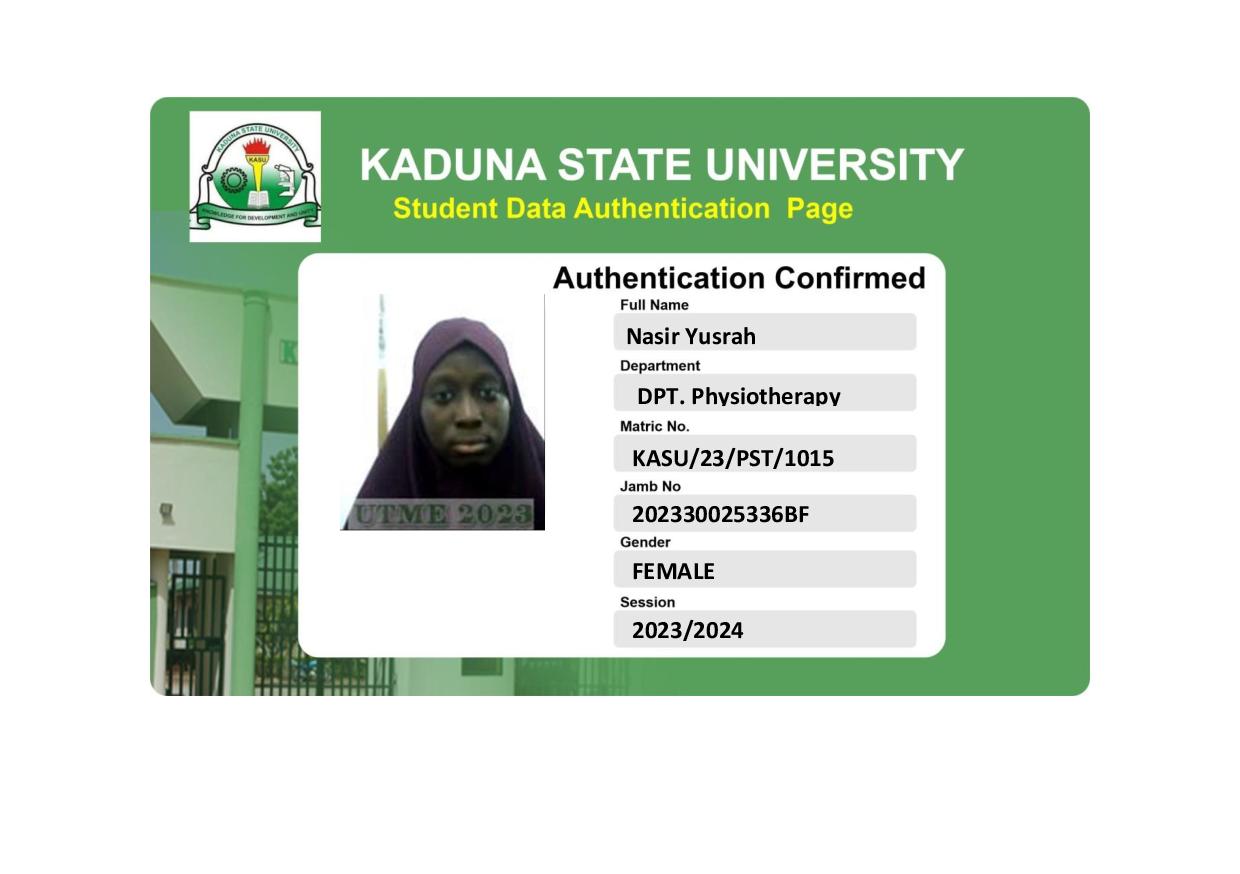 KADUNA STATE UNIVERSITY
KASU
KNOWLEDGE FOR DEVELOPMENT AND UNITY
KADUNA STATE UNIVERSITY
Student Data Authentication Page
Authentication Confirmed
Full Name
Nasir Yusrah
Department
DPT. Physiotherapy
Matric No.
KASU/23/PST/1015
Jamb No
202330025336BF
Gender
FEMALE
Session
2023/2024
UTME 2023
K